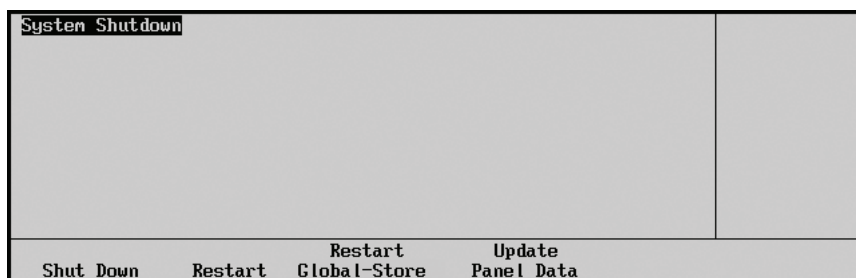 System Shutdown
Restart Update
Shut Down Restart Global-Store Panel Data